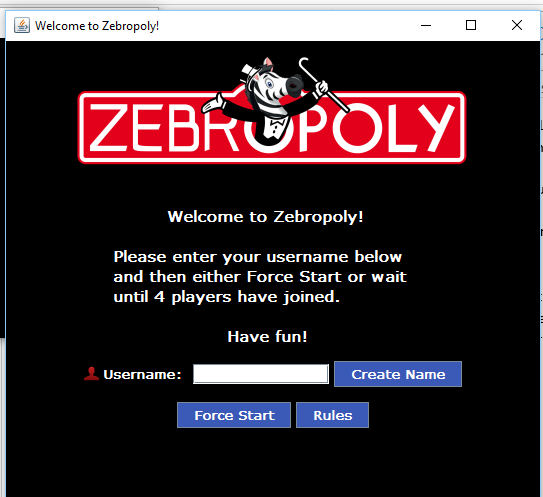 Welcome to Zebropoly!
ZEBROPOLY
Welcome to Zebropoly!
Please enter your username below
and then either Force Start or wait
until 4 players have joined.
Have fun!
Username: Create Name
Force Start Rules